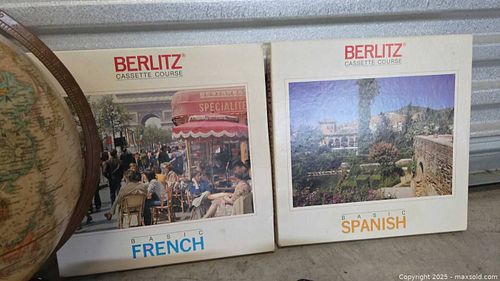 BERLITZ®
CASSETTE COURSE
SPECIALITE
BASIC
FRENCH
BERLITZ®
CASSETTE COURSE
BASIC
SPANISH
Copyright 2025 - maxsold.com